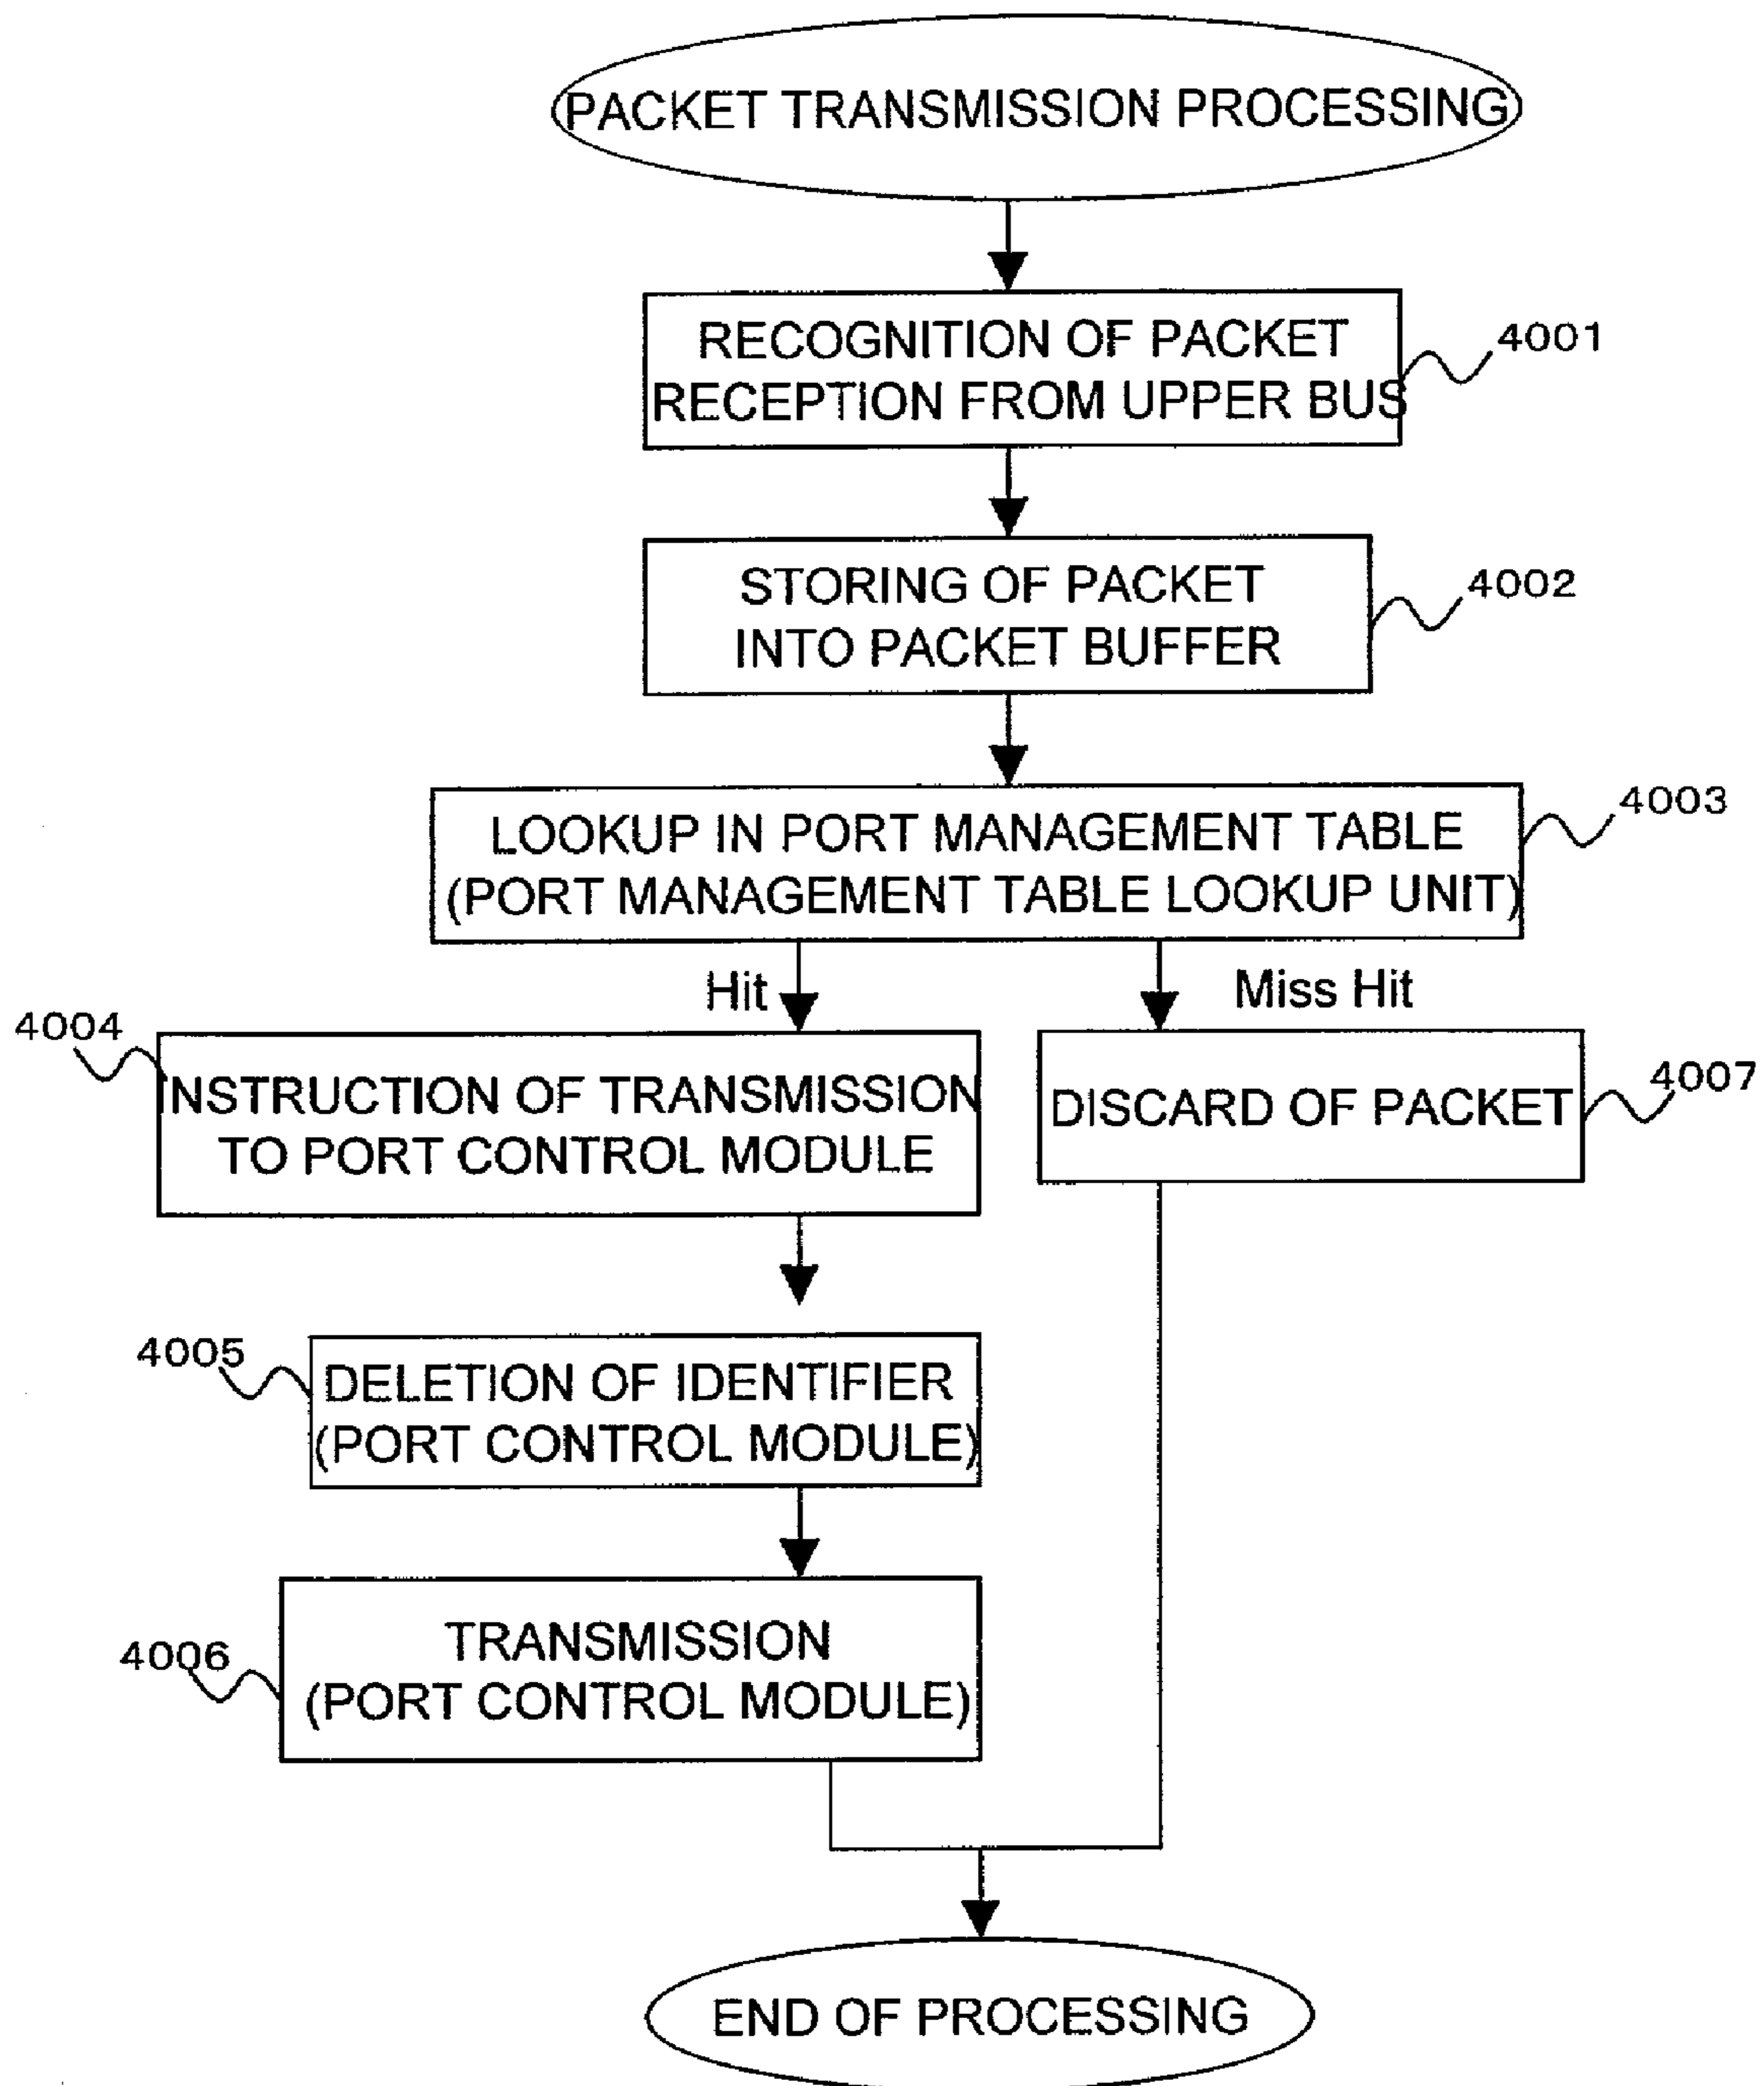 PACKET TRANSMISSION PROCESSING
RECOGNITION OF PACKET
RECEPTION FROM UPPER BUS
4001
STORING OF PACKET
INTO PACKET BUFFER
4002
LOOKUP IN PORT MANAGEMENT TABLE
(PORT MANAGEMENT TABLE LOOKUP UNIT)
4003
Hit
Miss Hit
4004
INSTRUCTION OF TRANSMISSION
TO PORT CONTROL MODULE
DISCARD OF PACKET
4007
4005
DELETION OF IDENTIFIER
(PORT CONTROL MODULE)
4006
TRANSMISSION
(PORT CONTROL MODULE)
END OF PROCESSING